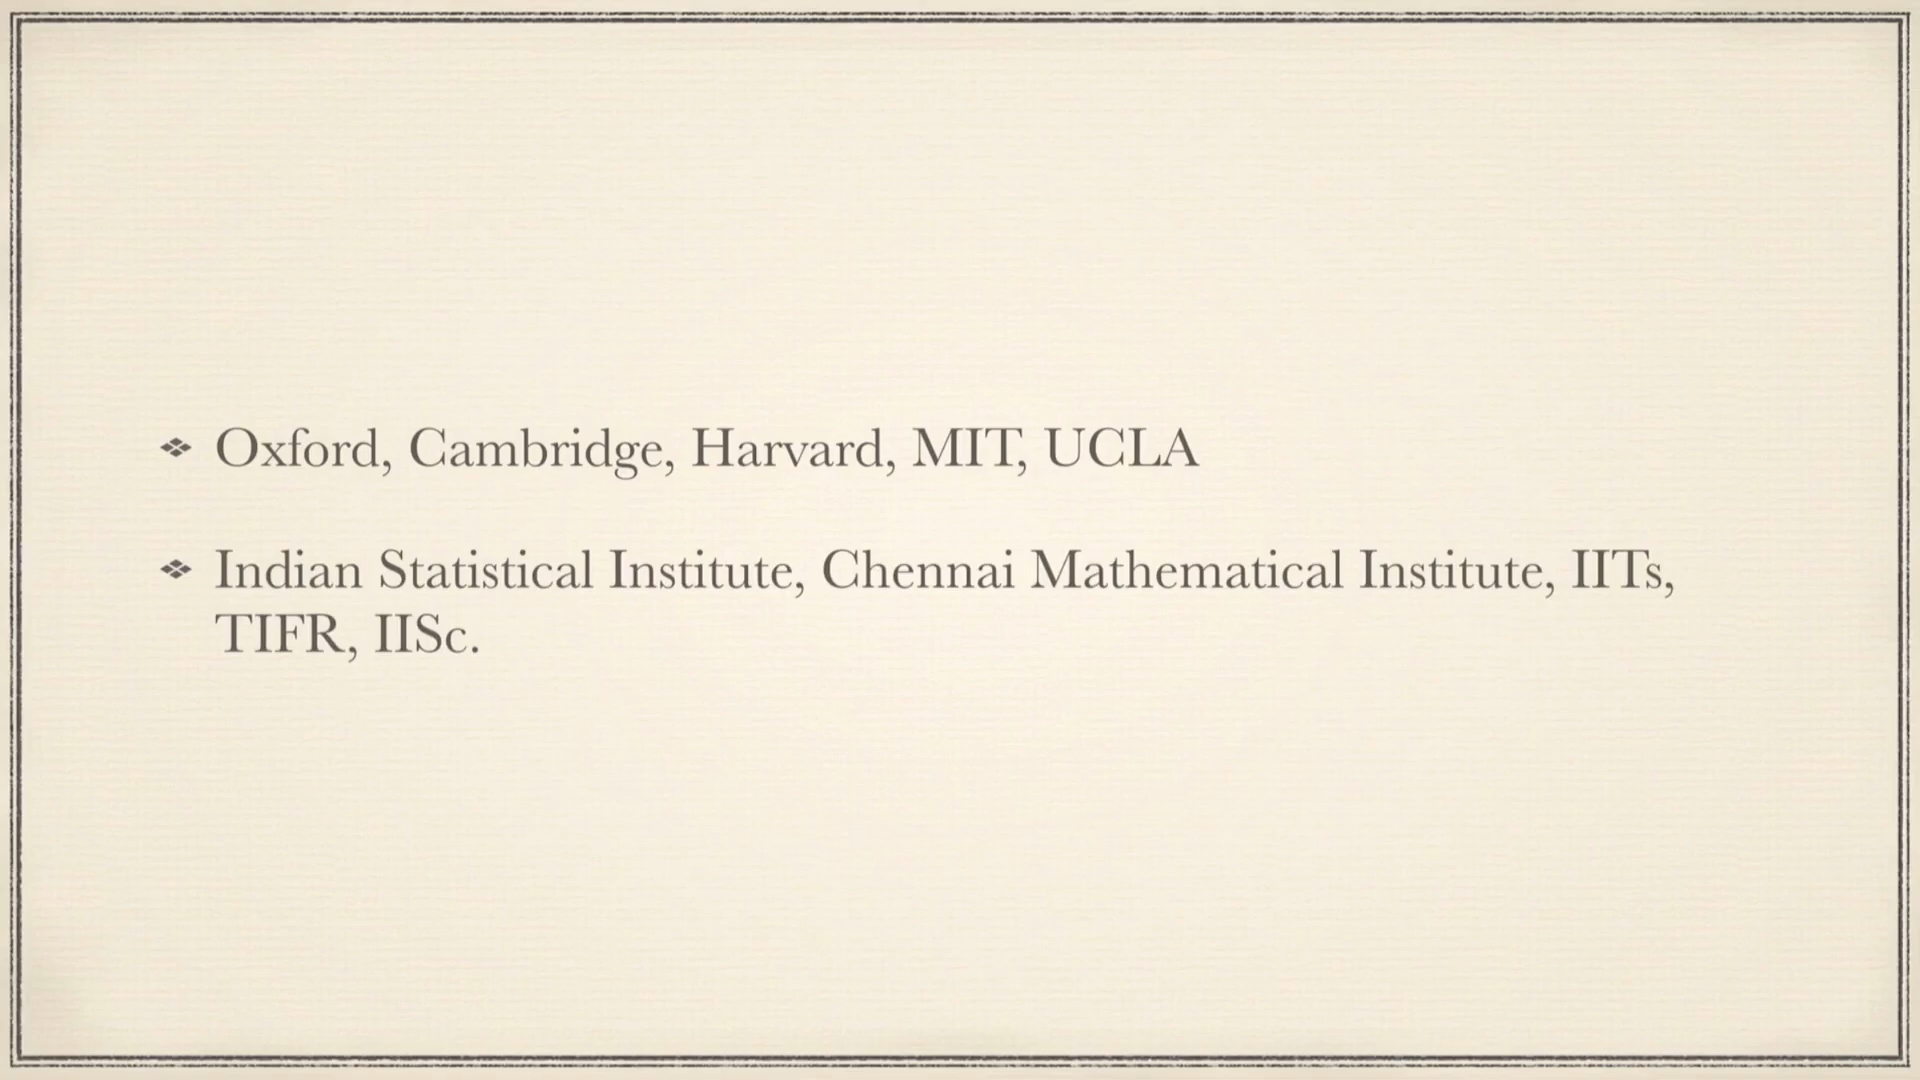 ❖ Oxford, Cambridge, Harvard, MIT, UCLA
❖ Indian Statistical Institute, Chennai Mathematical Institute, IITs,
TIFR, IISc.